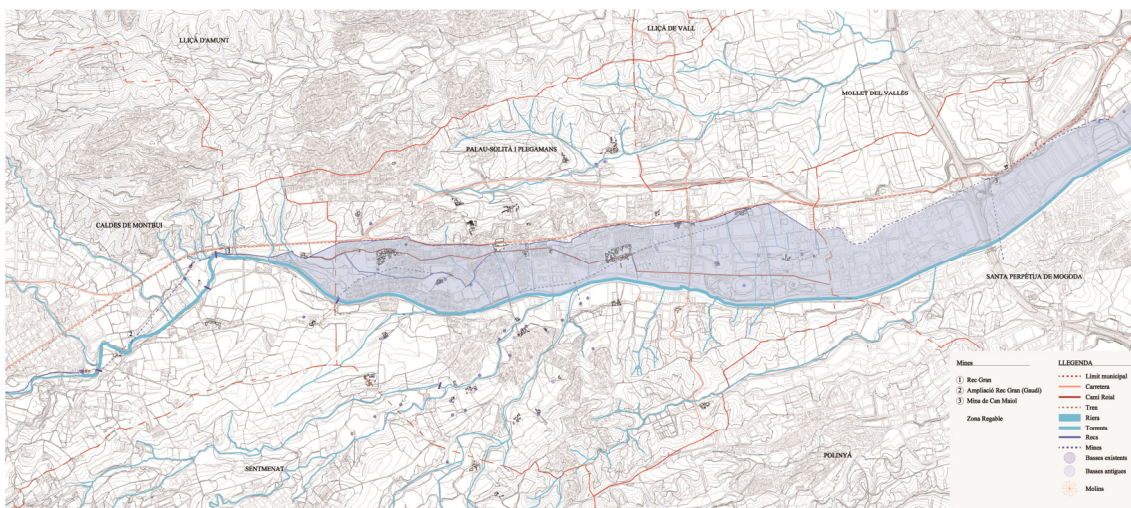 LLIÇÀ D'AMUNT
LLIÇÀ DE VALL
MOLLET DEL VALLÈS
PALAU-SOLITÀ I PLEGAMANS
CALDES DE MONTBUI
SANTA PERPÈTUA DE MOGODA
SENTMENAT
POLINYÀ
Mines
1 Rec Gran
2 Ampliació Rec Gran (Gaudí)
3 Mina de Can Maiol
Zona Regable
LLEGENDA
Límit municipal
Carretera
Camí Reial
Tren
Riera
Torrents
Recs
Mines
Basses existents
Basses antigues
Molins